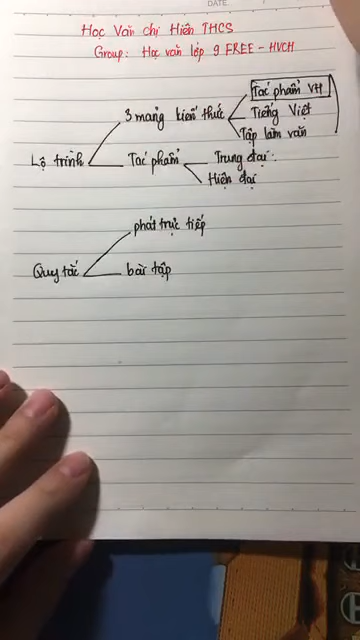 DATE
Học Văn chị Hiên THCS
Group: Học văn lớp 9 FREE - HVCH
Tác phẩm VH
3 mảng kiến thức
Tiếng Việt
Tập làm văn
Lộ trình
Tác phẩm
Trung đại:
Hiện đại
phát trực tiếp
Quy tắc
bài tập